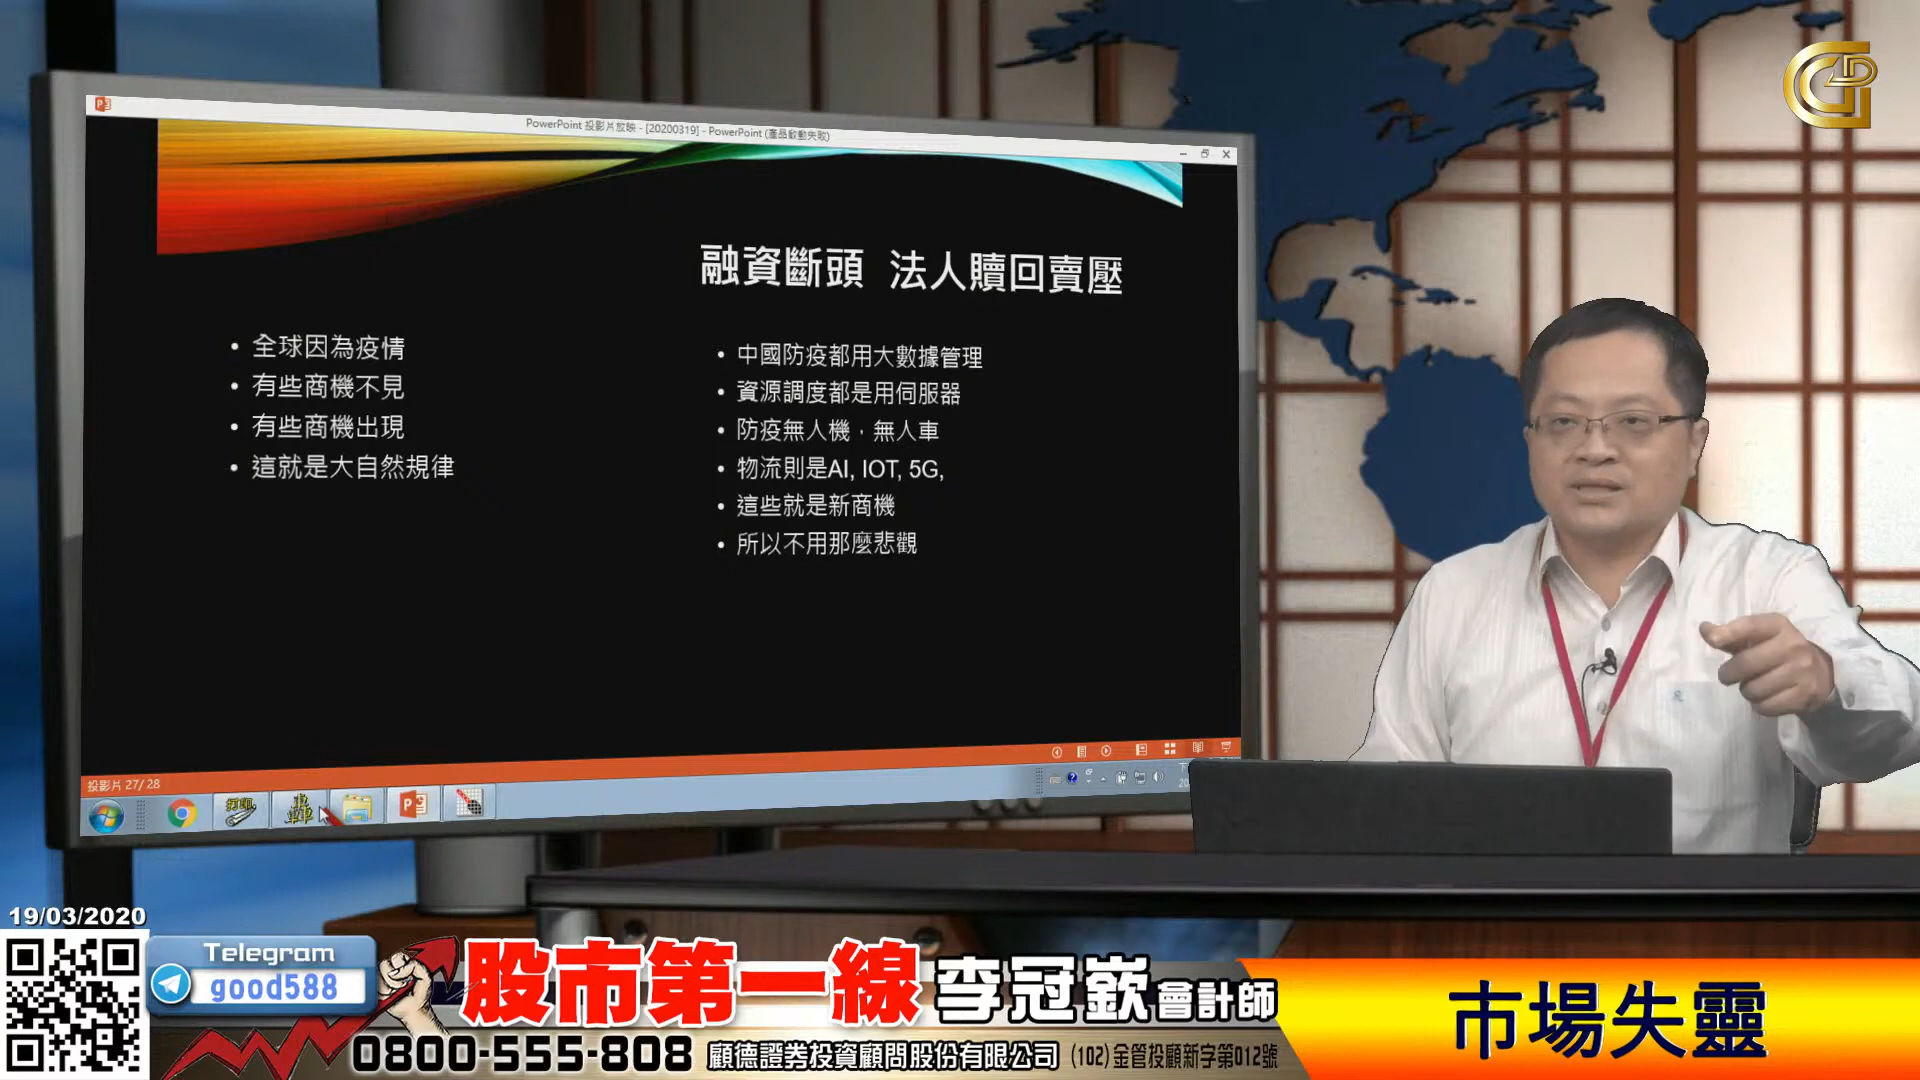 PowerPoint 投影片放映 - [20200319] - PowerPoint (產品啟動失敗)
融資斷頭 法人贖回賣壓
• 全球因為疫情
• 有些商機不見
• 有些商機出現
• 這就是大自然規律
• 中國防疫都用大數據管理
• 資源調度都是用伺服器
• 防疫無人機，無人車
• 物流則是AI, IOT, 5G,
• 這些就是新商機
• 所以不用那麼悲觀
投影片 27/ 28
19/03/2020
Telegram
good588
股市第一線 李冠嶔會計師
0800-555-808 顧德證券投資顧問股份有限公司 (102)金管投顧新字第012號
市場失靈